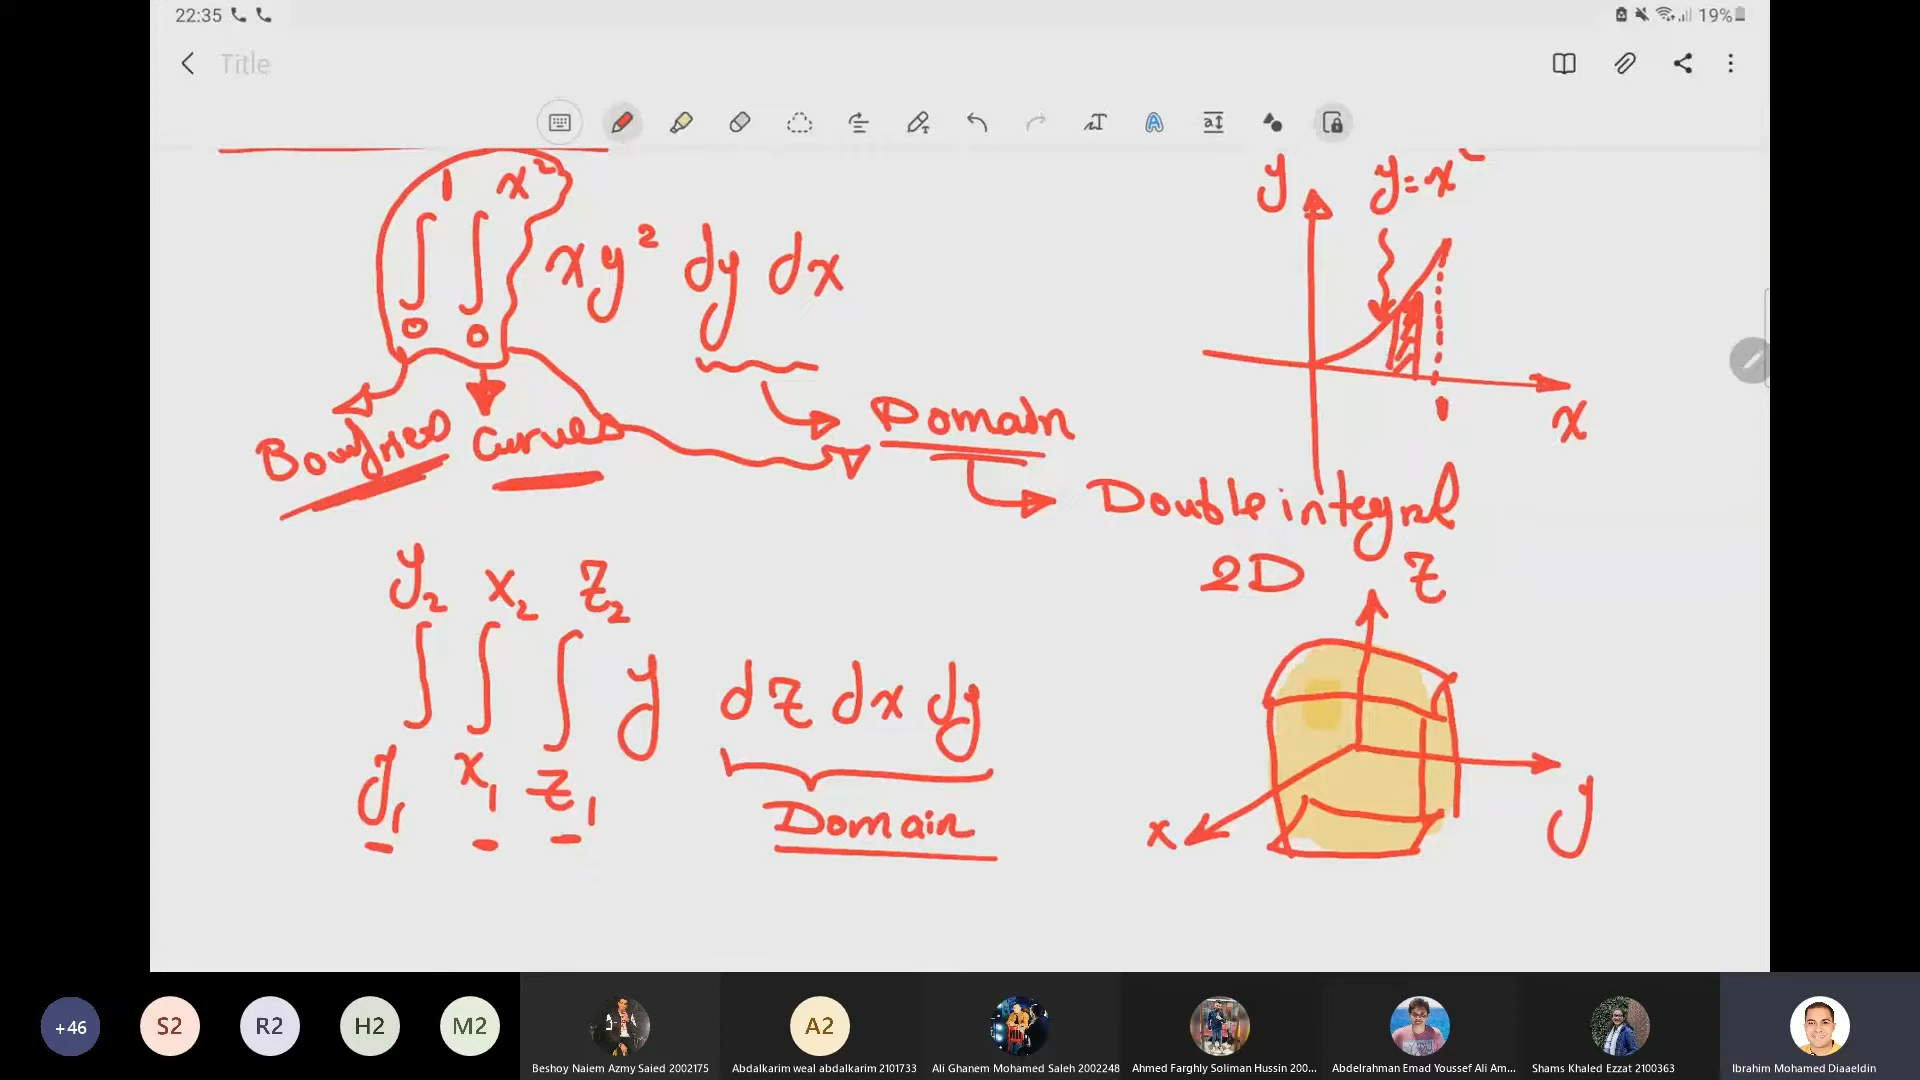 22:35
19%
Title
1 x²
∫ ∫ xy² dy dx
0 0
y
y=x²
Domain
Curves
1
x
Double integral
2D
y₂ x₂ z₂
∫ ∫ ∫ y dz dx dy
y₁ x₁ z₁
Domain
z
x
y
+46
S2
R2
H2
M2
A2
Beshoy Naiem Azmy Saied 2002175
Abdalkarim weal abdalkarim 2101733
Ali Ghanem Mohamed Saleh 2002248
Ahmed Farghly Soliman Hussin 200...
Abdelrahman Emad Youssef Ali Am...
Shams Khaled Ezzat 2100363
Ibrahim Mohamed Diaaeldin